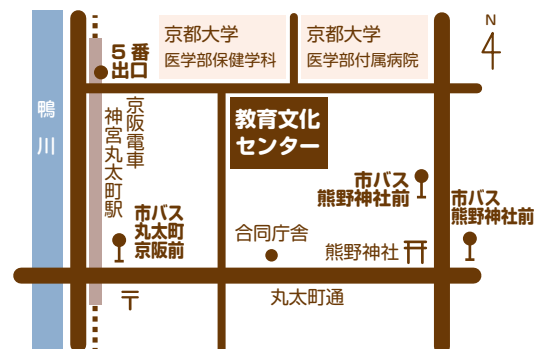 京都大学
医学部保健学科
京都大学
医学部付属病院
N
5番
出口
鴨川
京阪電車
神宮丸太町駅
教育文化
センター
市バス
熊野神社前
市バス
熊野神社前
市バス
丸太町
京阪前
合同庁舎
熊野神社
〒
丸太町通